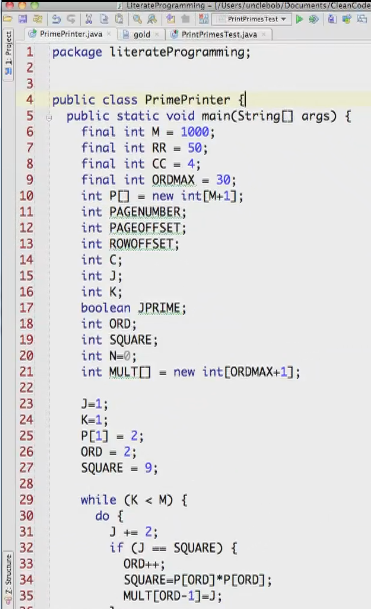 LiterateProgramming - [/Users/unclebob/Documents/CleanCode
PrintPrimesTest
PrimePrinter.java gold PrintPrimesTest.java
1: Project
1 package literateProgramming;
2
3
4 public class PrimePrinter {
5 public static void main(String[] args) {
6 final int M = 1000;
7 final int RR = 50;
8 final int CC = 4;
9 final int ORDMAX = 30;
10 int P[] = new int[M+1];
11 int PAGENUMBER;
12 int PAGEOFFSET;
13 int ROWOFFSET;
14 int C;
15 int J;
16 int K;
17 boolean JPRIME;
18 int ORD;
19 int SQUARE;
20 int N=0;
21 int MULT[] = new int[ORDMAX+1];
22
23 J=1;
24 K=1;
25 P[1] = 2;
26 ORD = 2;
27 SQUARE = 9;
28
29 while (K < M) {
30 do {
31 J += 2;
32 if (J == SQUARE) {
33 ORD++;
34 SQUARE=P[ORD]*P[ORD];
35 MULT[ORD-1]=J;
Z: Structure